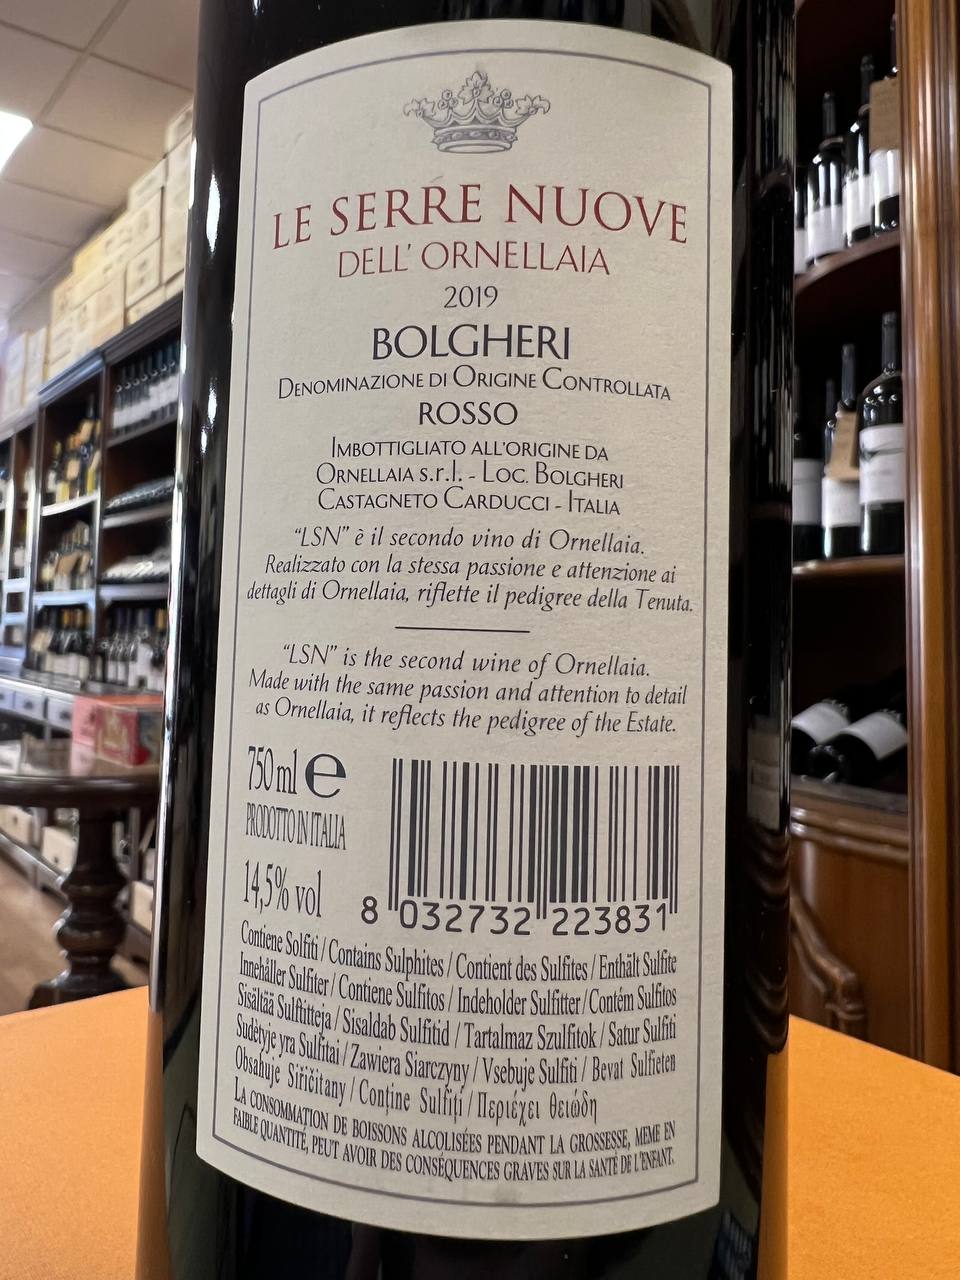 LE SERRE NUOVE
DELL' ORNELLAIA
2019
BOLGHERI
DENOMINAZIONE DI ORIGINE CONTROLLATA
ROSSO
IMBOTTIGLIATO ALL'ORIGINE DA
ORNELLAIA s.r.l. - LOC. BOLGHERI
CASTAGNETO CARDUCCI - ITALIA
"LSN" è il secondo vino di Ornellaia.
Realizzato con la stessa passione e attenzione ai
dettagli di Ornellaia, riflette il pedigree della Tenuta.
"LSN" is the second wine of Ornellaia.
Made with the same passion and attention to detail
as Ornellaia, it reflects the pedigree of the Estate.
750 ml e
PRODOTTO IN ITALIA
14,5% vol
8 032732 223831
Contiene Solfiti / Contains Sulphites / Contient des Sulfites / Enthält Sulfite
Innehåller Sulfiter / Contiene Sulfitos / Indeholder Sulfitter / Contém Sulfitos
Sisältää Sulfiitteja / Sisaldab Sulfitid / Tartalmaz Szulfitok / Satur Sulfiti
Sudėtyje yra Sulfitai / Zawiera Siarczyny / Vsebuje Sulfiti / Bevat Sulfieten
Obsahuje Siřičitany / Conține Sulfiți / Περιέχει θειώδη
LA CONSOMMATION DE BOISSONS ALCOLISÉES PENDANT LA GROSSESSE, MEME EN
FAIBLE QUANTITÉ, PEUT AVOIR DES CONSÉQUENCES GRAVES SUR LA SANTÉ DE L'ENFANT.